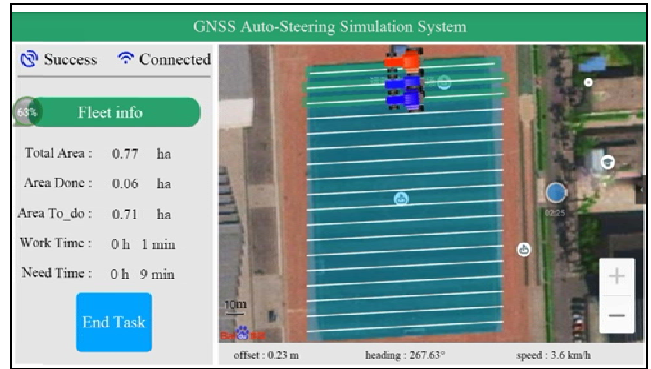 GNSS Auto-Steering Simulation System
Success Connected
63% Fleet info
Total Area : 0.77 ha
Area Done : 0.06 ha
Area To_do : 0.71 ha
Work Time : 0 h 1 min
Need Time : 0 h 9 min
End Task
02:25
+
10m
−
offset : 0.23 m heading : 267.63° speed : 3.6 km/h